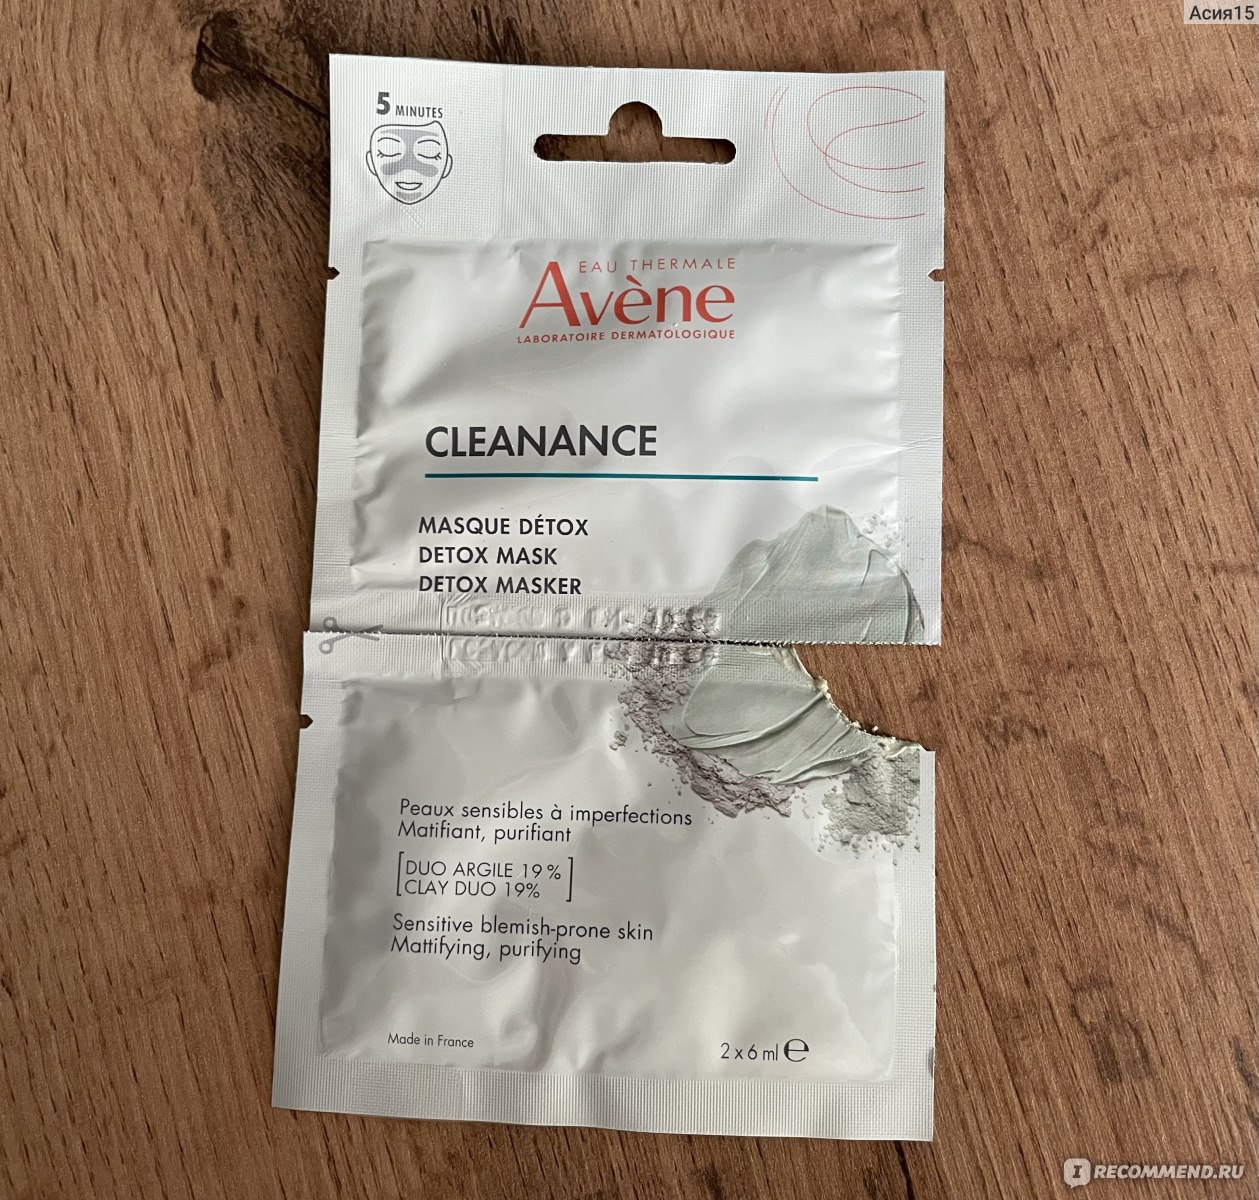 Асия15
5 MINUTES
EAU THERMALE
Avène
LABORATOIRE DERMATOLOGIQUE
CLEANANCE
MASQUE DÉTOX
DETOX MASK
DETOX MASKER
Peaux sensibles à imperfections
Matifiant, purifiant
[DUO ARGILE 19 %
CLAY DUO 19%]
Sensitive blemish-prone skin
Mattifying, purifying
Made in France
2 x 6 ml ℮
I RECOMMEND.RU